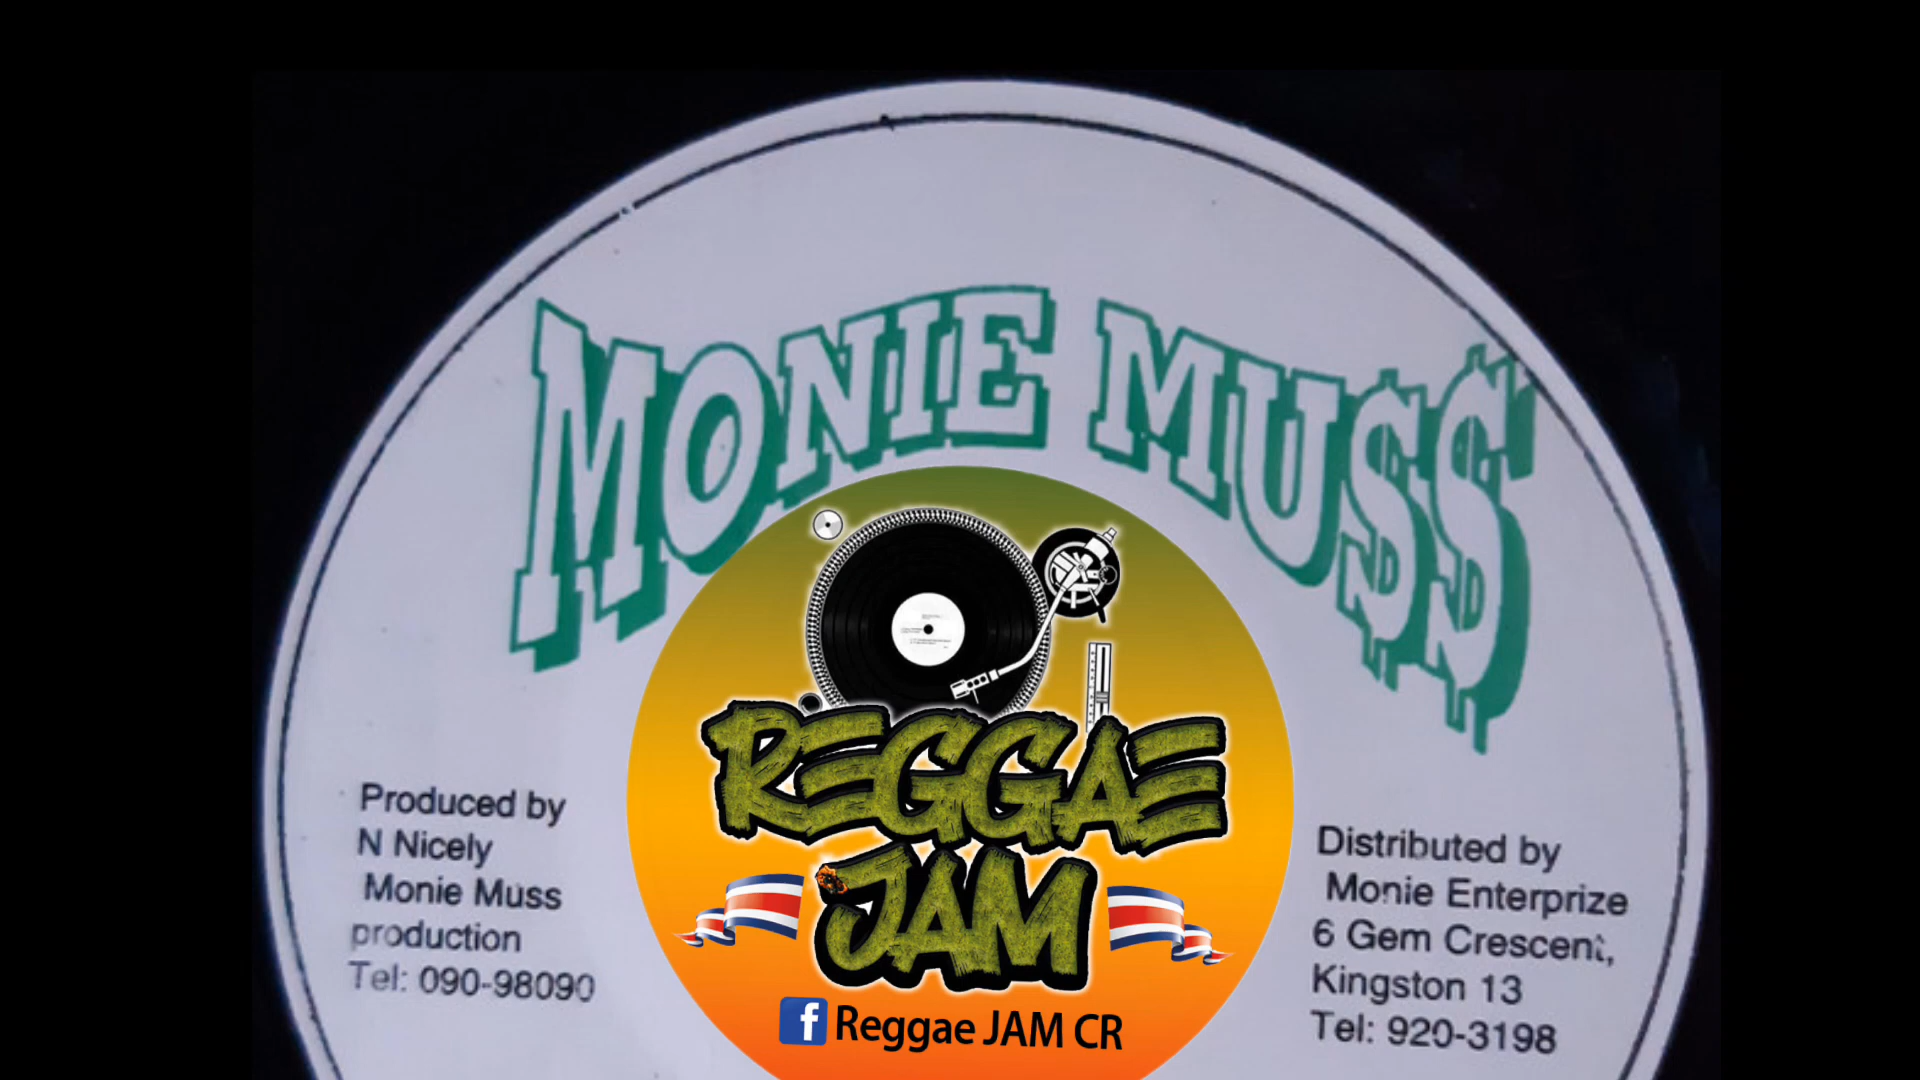 MONIE MU$$
Produced by
N Nicely
Monie Muss
production
Tel: 090-98090
REGGAE
JAM
f Reggae JAM CR
Distributed by
Monie Enterprize
6 Gem Crescent,
Kingston 13
Tel: 920-3198